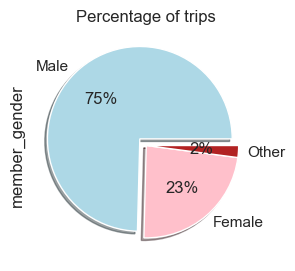 Percentage of trips
Male
75%
member_gender
2%
Other
23%
Female